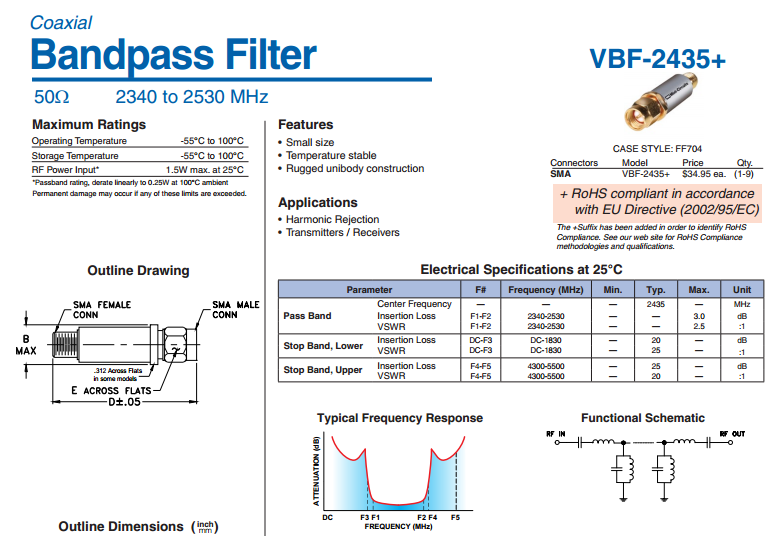 Coaxial
Bandpass Filter
50Ω 2340 to 2530 MHz
VBF-2435+
CASE STYLE: FF704
Connectors Model Price Qty.
SMA VBF-2435+ $34.95 ea. (1-9)
+ RoHS compliant in accordance
with EU Directive (2002/95/EC)
The +Suffix has been added in order to identify RoHS
Compliance. See our web site for RoHS Compliance
methodologies and qualifications.
Maximum Ratings
Operating Temperature -55°C to 100°C
Storage Temperature -55°C to 100°C
RF Power Input* 1.5W max. at 25°C
*Passband rating, derate linearly to 0.25W at 100°C ambient
Permanent damage may occur if any of these limits are exceeded.
Features
• Small size
• Temperature stable
• Rugged unibody construction
Applications
• Harmonic Rejection
• Transmitters / Receivers
Outline Drawing
SMA FEMALE
CONN
SMA MALE
CONN
B
MAX
.312 Across Flats
in some models
E ACROSS FLATS
D±.05
Outline Dimensions (inch
mm)
Electrical Specifications at 25°C
Parameter F# Frequency (MHz) Min. Typ. Max. Unit
Pass Band Center Frequency — — — 2435 — MHz
Insertion Loss F1-F2 2340-2530 — — 3.0 dB
VSWR F1-F2 2340-2530 — — 2.5 :1
Stop Band, Lower Insertion Loss DC-F3 DC-1830 — 20 — dB
VSWR DC-F3 DC-1830 — 25 — :1
Stop Band, Upper Insertion Loss F4-F5 4300-5500 — 25 — dB
VSWR F4-F5 4300-5500 — 20 — :1
Typical Frequency Response
ATTENUATION (dB)
DC F3 F1 F2 F4 F5
FREQUENCY (MHz)
Functional Schematic
RF IN RF OUT